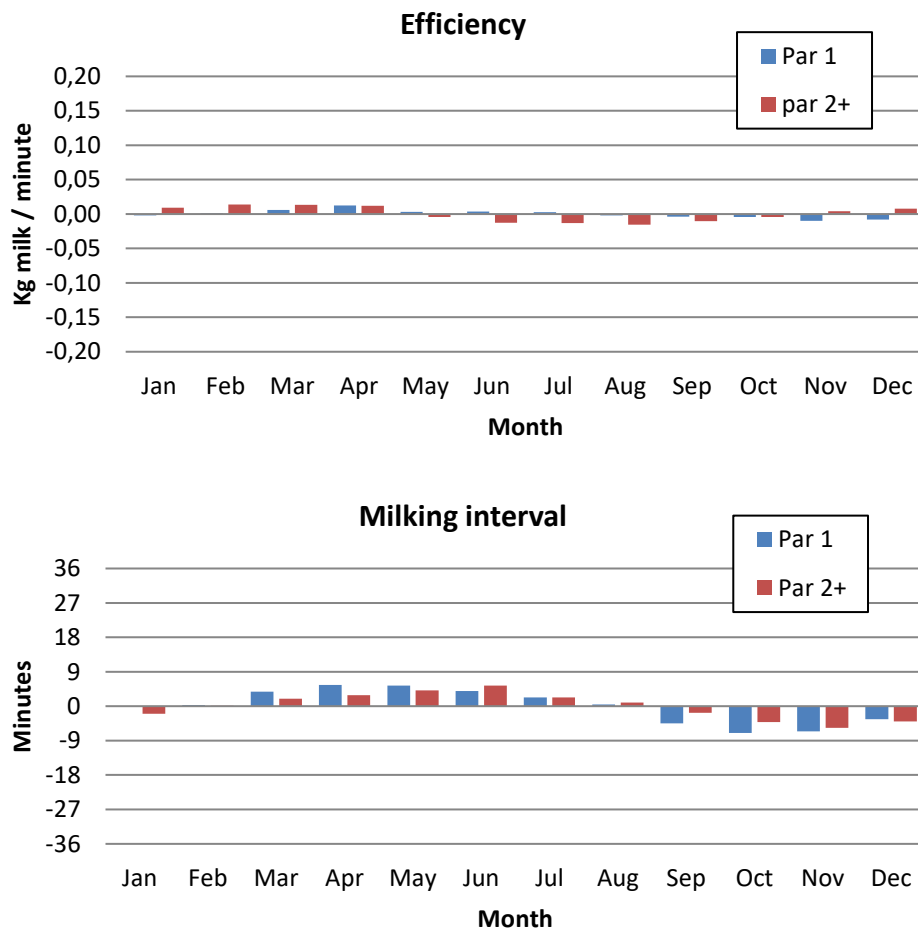 Efficiency
Par 1
par 2+
Kg milk / minute
0,20
0,15
0,10
0,05
0,00
-0,05
-0,10
-0,15
-0,20
Jan Feb Mar Apr May Jun Jul Aug Sep Oct Nov Dec
Month
Milking interval
Par 1
Par 2+
Minutes
36
27
18
9
0
-9
-18
-27
-36
Jan Feb Mar Apr May Jun Jul Aug Sep Oct Nov Dec
Month